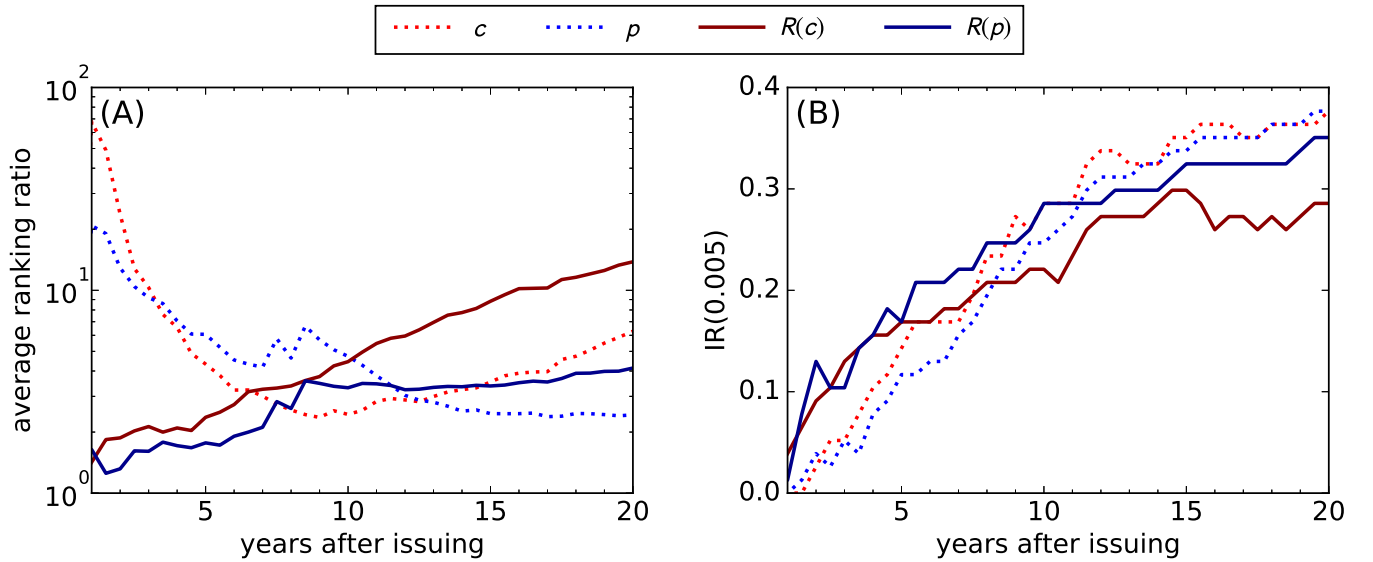 c p R(c) R(p)
(A) (B)
10^2 0.4
10^1 0.3
10^0 0.2
0.1
0.0
average ranking ratio
IR(0.005)
5 10 15 20 5 10 15 20
years after issuing years after issuing